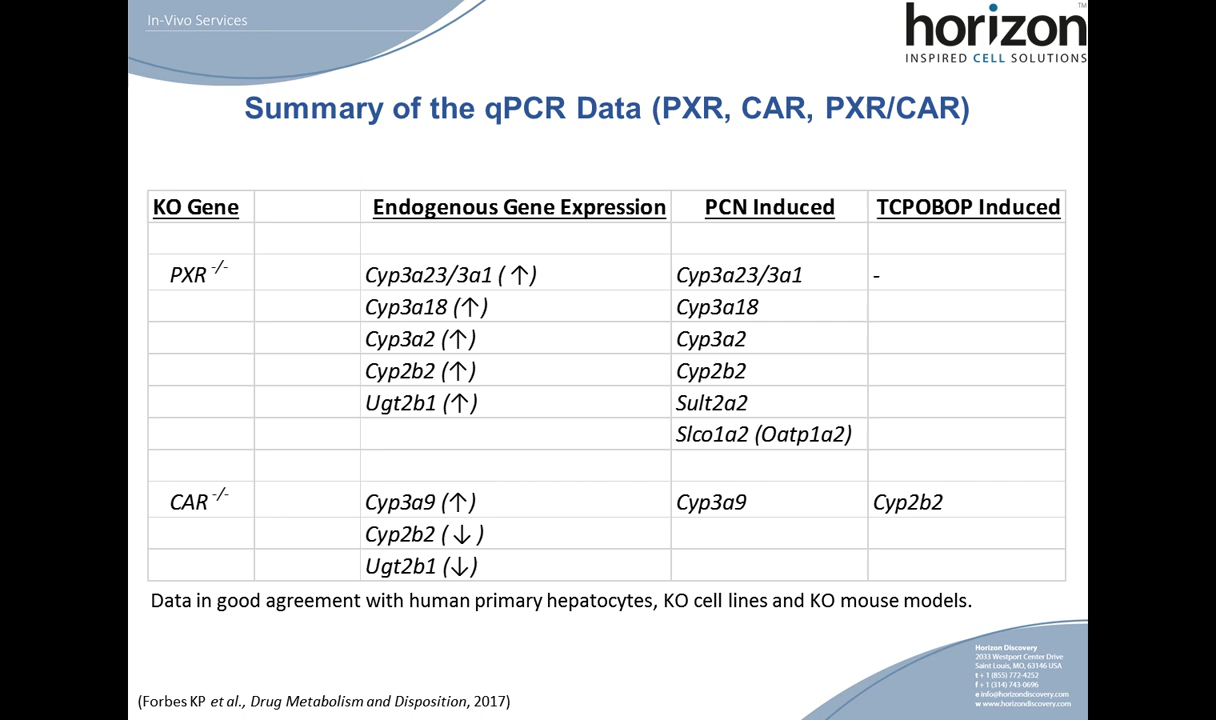 In-Vivo Services
horizon™
INSPIRED CELL SOLUTIONS
Summary of the qPCR Data (PXR, CAR, PXR/CAR)
KO Gene Endogenous Gene Expression PCN Induced TCPOBOP Induced
PXR -/- Cyp3a23/3a1 (↑) Cyp3a23/3a1 -
Cyp3a18 (↑) Cyp3a18
Cyp3a2 (↑) Cyp3a2
Cyp2b2 (↑) Cyp2b2
Ugt2b1 (↑) Sult2a2
Slco1a2 (Oatp1a2)
CAR -/- Cyp3a9 (↑) Cyp3a9 Cyp2b2
Cyp2b2 (↓)
Ugt2b1 (↓)
Data in good agreement with human primary hepatocytes, KO cell lines and KO mouse models.
(Forbes KP et al., Drug Metabolism and Disposition, 2017)
Horizon Discovery
2033 Westport Center Drive
Saint Louis, MO, 63146 USA
t + 1 (855) 772-4252
f + 1 (314) 743-0696
e info@horizondiscovery.com
w www.horizondiscovery.com